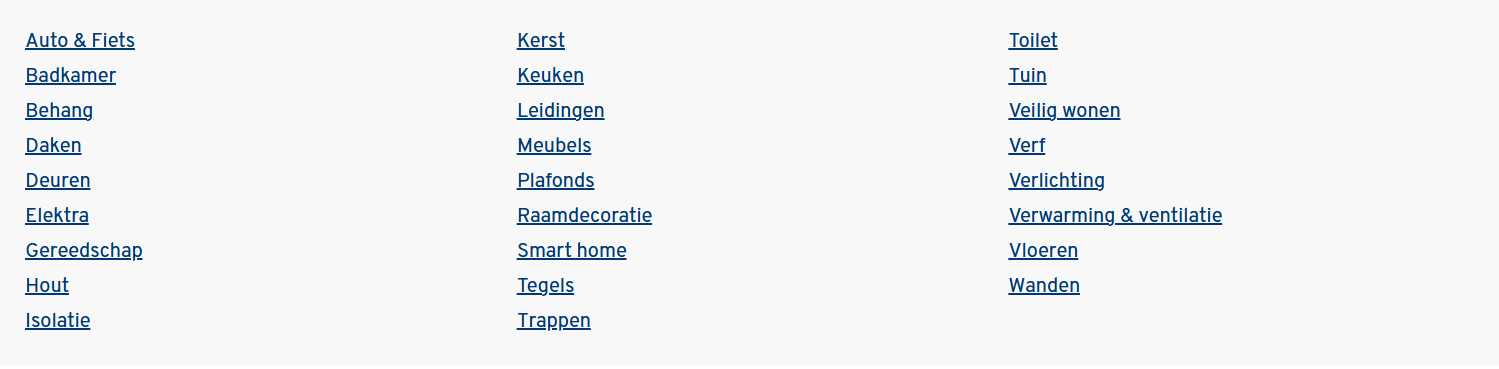 Auto & Fiets
Badkamer
Behang
Daken
Deuren
Elektra
Gereedschap
Hout
Isolatie
Kerst
Keuken
Leidingen
Meubels
Plafonds
Raamdecoratie
Smart home
Tegels
Trappen
Toilet
Tuin
Veilig wonen
Verf
Verlichting
Verwarming & ventilatie
Vloeren
Wanden